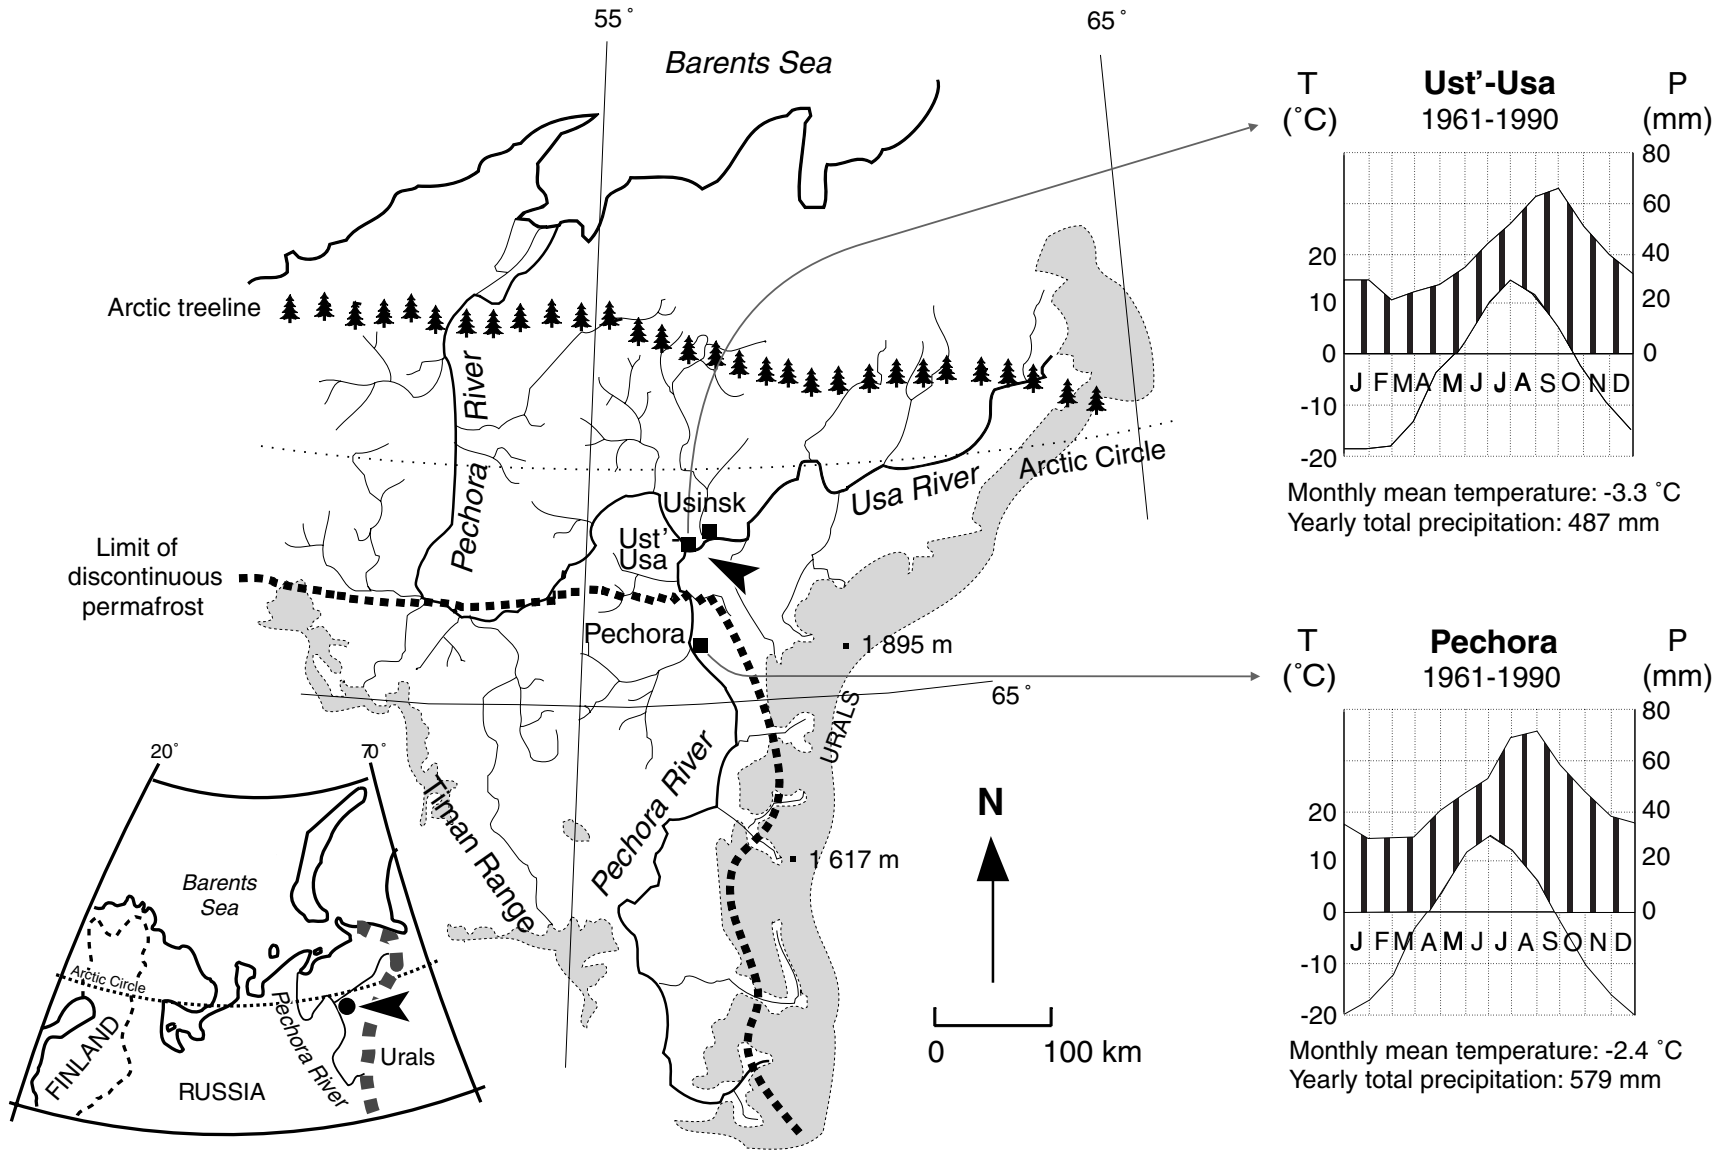 55°
65°
Barents Sea
Arctic treeline
Pechora River
Usa River
Arctic Circle
Usinsk
Ust’-
Usa
Limit of
discontinuous
permafrost
Pechora
1 895 m
65°
URALS
Timan Range
Pechora River
1 617 m
N
0 100 km
20°
70°
Barents
Sea
Arctic Circle
FINLAND
Pechora River
Urals
RUSSIA
T Ust’-Usa P
(˚C) 1961-1990 (mm)
80
60
20 40
10 20
0 0
J F M A M J J A S O N D
-10
-20
Monthly mean temperature: -3.3 ˚C
Yearly total precipitation: 487 mm
T Pechora P
(˚C) 1961-1990 (mm)
80
60
20 40
10 20
0 0
J F M A M J J A S O N D
-10
-20
Monthly mean temperature: -2.4 ˚C
Yearly total precipitation: 579 mm